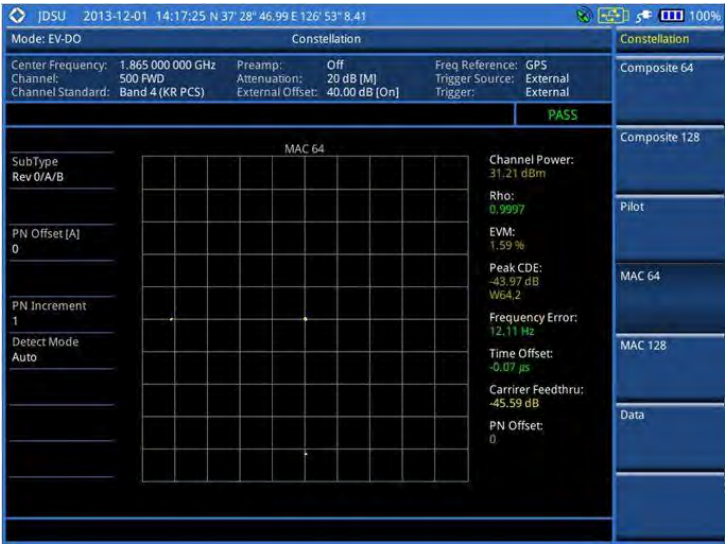 JDSU 2013-12-01 14:17:25 N 37' 28" 46.99 E 126' 53" 8.41 100%
Mode: EV-DO Constellation Constellation
Center Frequency: 1.865 000 000 GHz Preamp: Off Freq Reference: GPS
Channel: 500 FWD Attenuation: 20 dB [M] Trigger Source: External
Channel Standard: Band 4 (KR PCS) External Offset: 40.00 dB [On] Trigger: External
PASS
SubType
Rev 0/A/B
PN Offset [A]
0
PN Increment
1
Detect Mode
Auto
MAC 64
Channel Power:
31.21 dBm
Rho:
0.9997
EVM:
1.59 %
Peak CDE:
-43.97 dB
W64,2
Frequency Error:
12.11 Hz
Time Offset:
-0.07 µs
Carrirer Feedthru:
-45.59 dB
PN Offset:
0
Composite 64
Composite 128
Pilot
MAC 64
MAC 128
Data